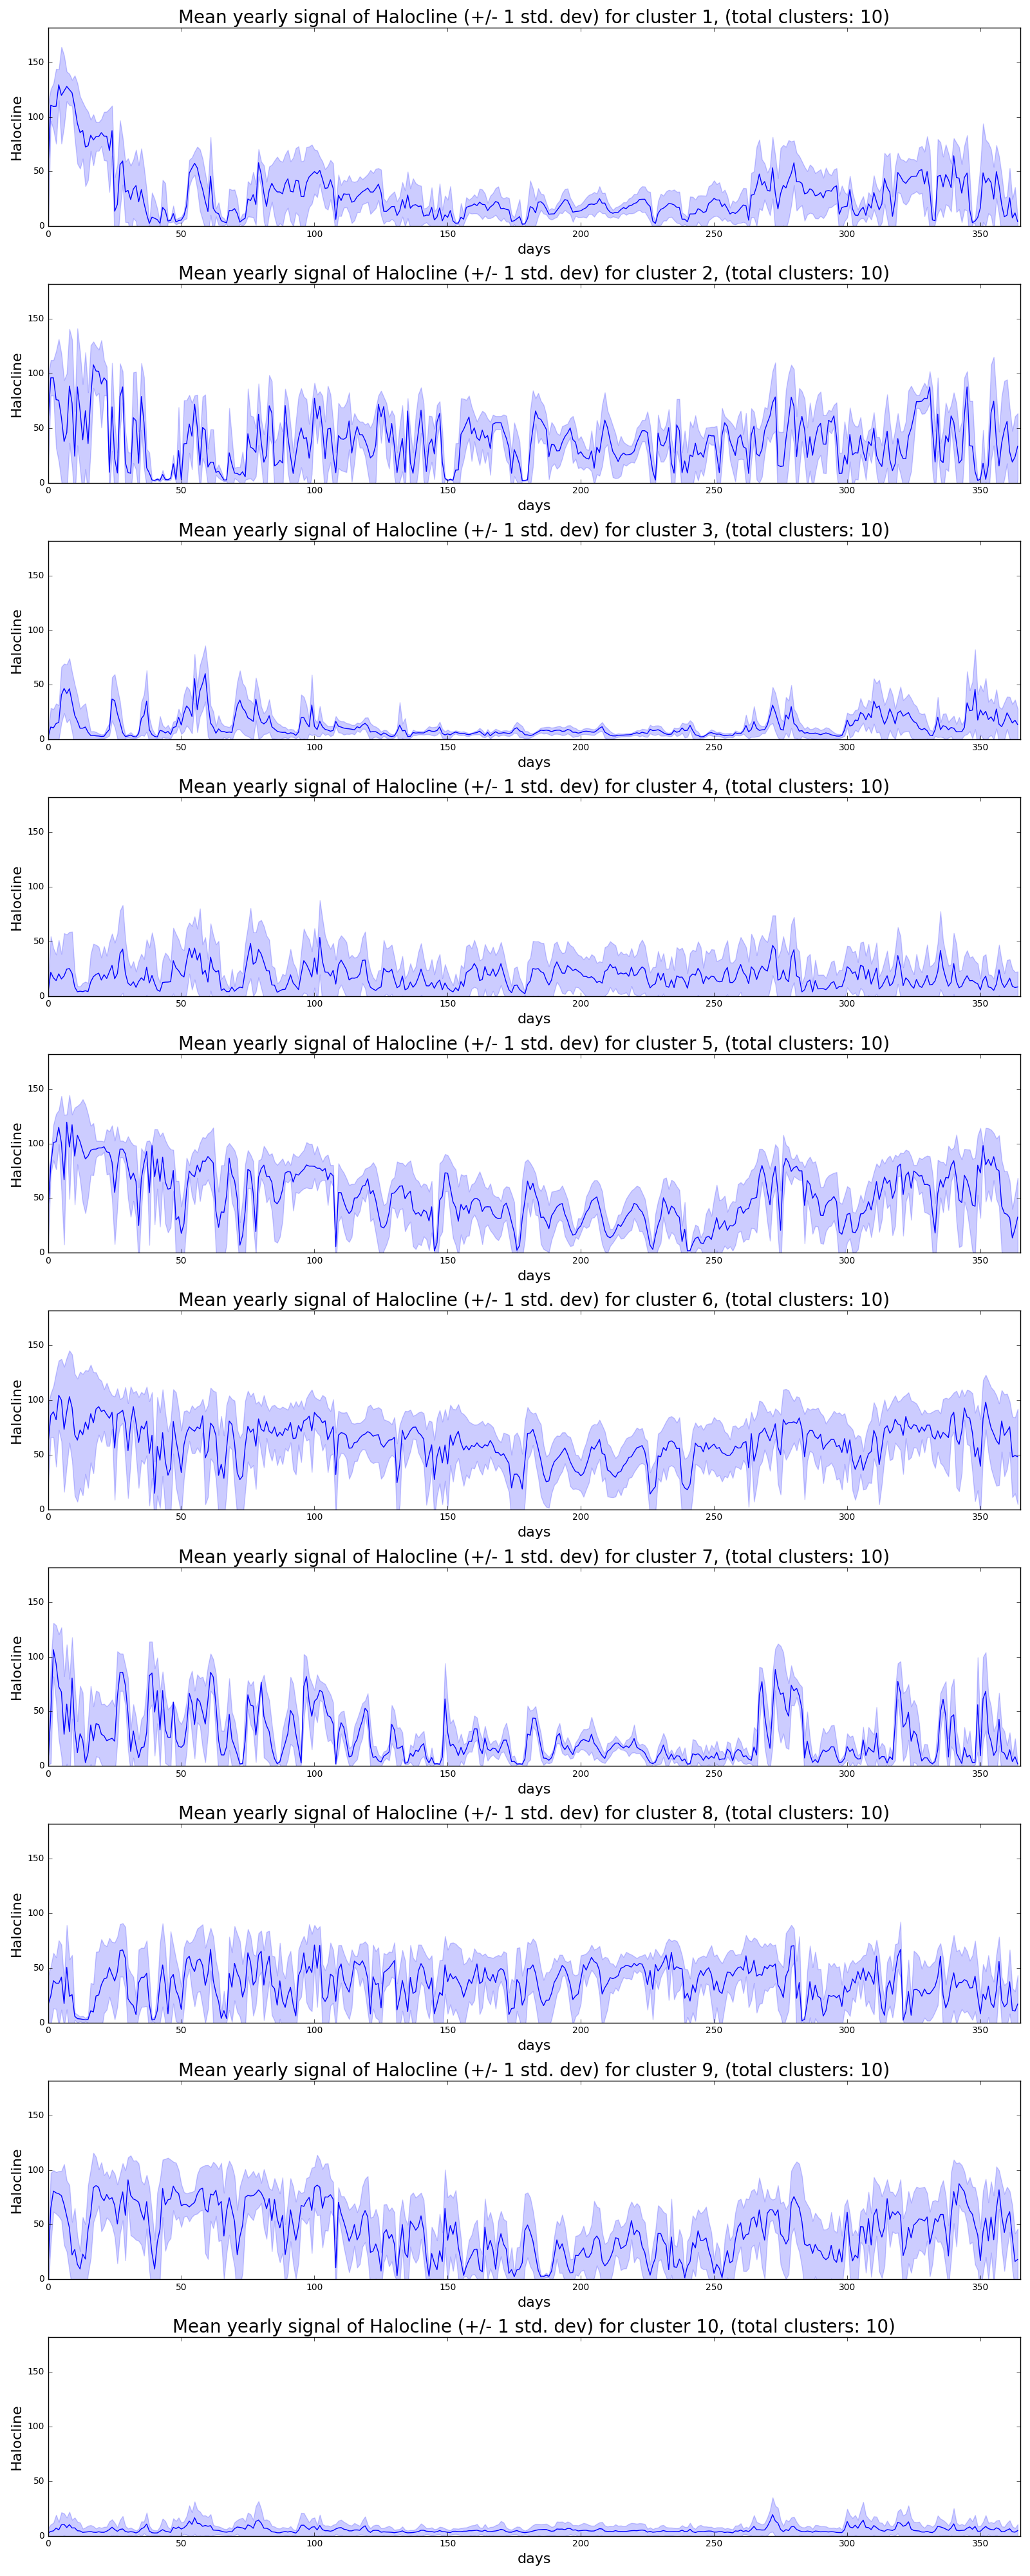 Mean yearly signal of Halocline (+/- 1 std. dev) for cluster 1, (total clusters: 10)
150
100
50
0
Halocline
0 50 100 150 200 250 300 350
days
Mean yearly signal of Halocline (+/- 1 std. dev) for cluster 2, (total clusters: 10)
150
100
50
0
Halocline
0 50 100 150 200 250 300 350
days
Mean yearly signal of Halocline (+/- 1 std. dev) for cluster 3, (total clusters: 10)
150
100
50
0
Halocline
0 50 100 150 200 250 300 350
days
Mean yearly signal of Halocline (+/- 1 std. dev) for cluster 4, (total clusters: 10)
150
100
50
0
Halocline
0 50 100 150 200 250 300 350
days
Mean yearly signal of Halocline (+/- 1 std. dev) for cluster 5, (total clusters: 10)
150
100
50
0
Halocline
0 50 100 150 200 250 300 350
days
Mean yearly signal of Halocline (+/- 1 std. dev) for cluster 6, (total clusters: 10)
150
100
50
0
Halocline
0 50 100 150 200 250 300 350
days
Mean yearly signal of Halocline (+/- 1 std. dev) for cluster 7, (total clusters: 10)
150
100
50
0
Halocline
0 50 100 150 200 250 300 350
days
Mean yearly signal of Halocline (+/- 1 std. dev) for cluster 8, (total clusters: 10)
150
100
50
0
Halocline
0 50 100 150 200 250 300 350
days
Mean yearly signal of Halocline (+/- 1 std. dev) for cluster 9, (total clusters: 10)
150
100
50
0
Halocline
0 50 100 150 200 250 300 350
days
Mean yearly signal of Halocline (+/- 1 std. dev) for cluster 10, (total clusters: 10)
150
100
50
0
Halocline
0 50 100 150 200 250 300 350
days